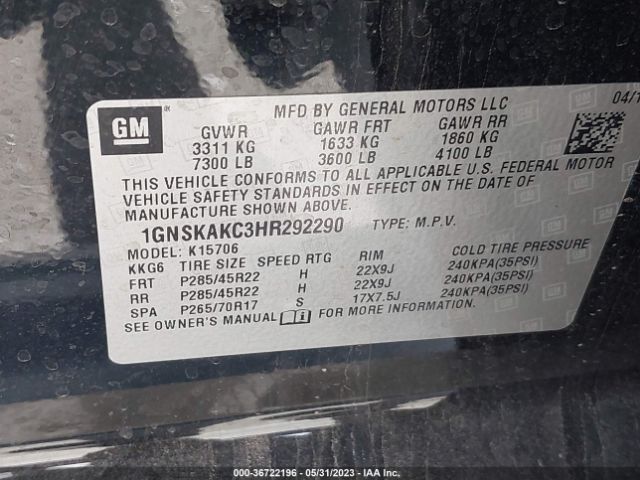 GM
MFD BY GENERAL MOTORS LLC
04/1
GVWR GAWR FRT GAWR RR
3311 KG 1633 KG 1860 KG
7300 LB 3600 LB 4100 LB
THIS VEHICLE CONFORMS TO ALL APPLICABLE U.S. FEDERAL MOTOR
VEHICLE SAFETY STANDARDS IN EFFECT ON THE DATE OF
MANUFACTURE SHOWN ABOVE.
1GNSKAKC3HR292290 TYPE: M.P.V.
MODEL: K15706
KKG6 TIRE SIZE SPEED RTG RIM COLD TIRE PRESSURE
FRT P285/45R22 H 22X9J 240KPA(35PSI)
RR P285/45R22 H 22X9J 240KPA(35PSI)
SPA P265/70R17 S 17X7.5J 240KPA(35PSI)
SEE OWNER'S MANUAL FOR MORE INFORMATION.
000-36722196 - 05/31/2023 - IAA Inc.